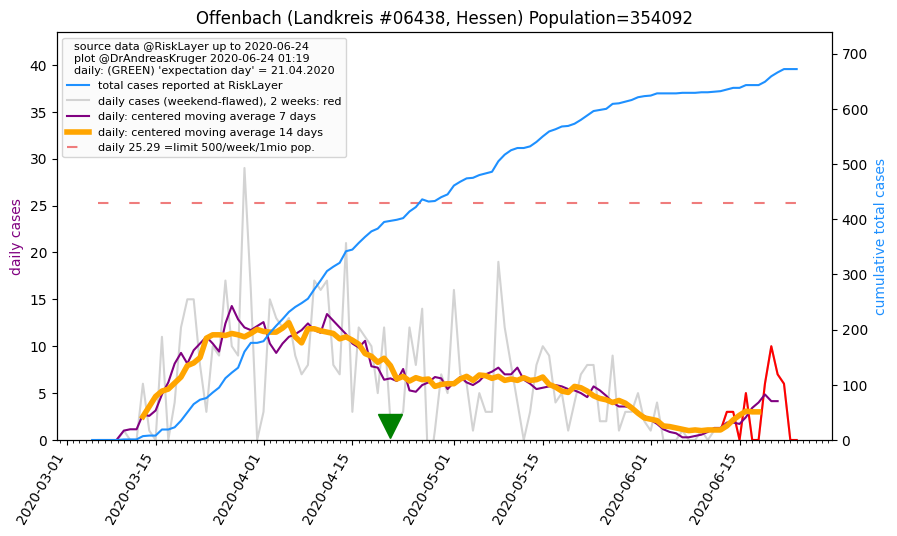 Offenbach (Landkreis #06438, Hessen) Population=354092
source data @RiskLayer up to 2020-06-24
plot @DrAndreasKruger 2020-06-24 01:19
daily: (GREEN) 'expectation day' = 21.04.2020
total cases reported at RiskLayer
daily cases (weekend-flawed), 2 weeks: red
daily: centered moving average 7 days
daily: centered moving average 14 days
daily 25.29 =limit 500/week/1mio pop.
daily cases
40
35
30
25
20
15
10
5
0
700
600
500
400
300
200
100
0
cumulative total cases
2020-03-01
2020-03-15
2020-04-01
2020-04-15
2020-05-01
2020-05-15
2020-06-01
2020-06-15